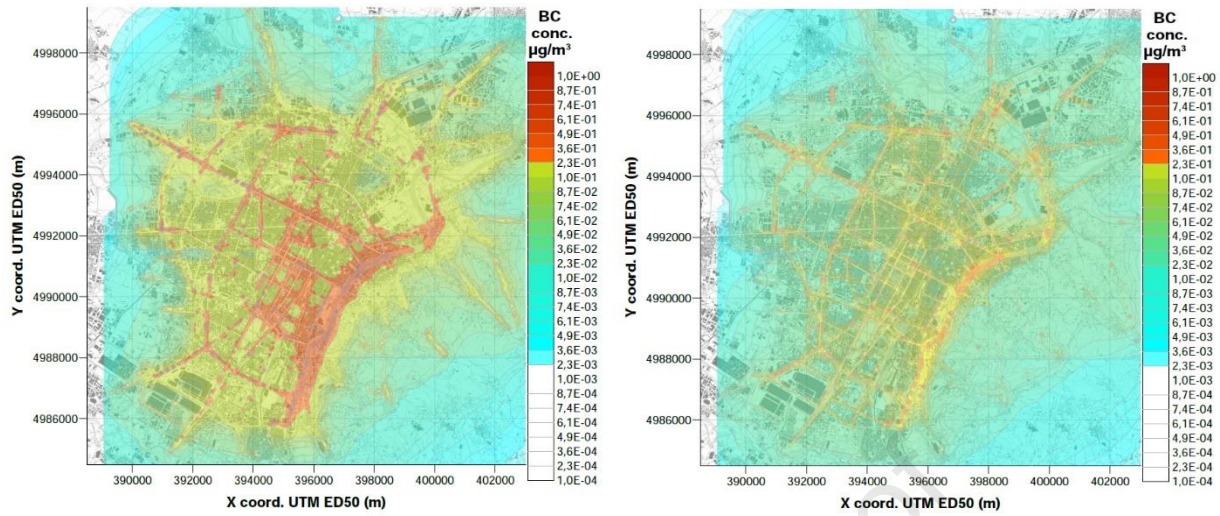 BC
conc.
µg/m³
4998000
4996000
4994000
4992000
4990000
4988000
4986000
Y coord. UTM ED50 (m)
1,0E+00
8,7E-01
7,4E-01
6,1E-01
4,9E-01
3,6E-01
2,3E-01
1,0E-01
8,7E-02
7,4E-02
6,1E-02
4,9E-02
3,6E-02
2,3E-02
1,0E-02
8,7E-03
7,4E-03
6,1E-03
4,9E-03
3,6E-03
2,3E-03
1,0E-03
8,7E-04
7,4E-04
6,1E-04
4,9E-04
3,6E-04
2,3E-04
1,0E-04
390000 392000 394000 396000 398000 400000 402000
X coord. UTM ED50 (m)
BC
conc.
µg/m³
4998000
4996000
4994000
4992000
4990000
4988000
4986000
Y coord. UTM ED50 (m)
1,0E+00
8,7E-01
7,4E-01
6,1E-01
4,9E-01
3,6E-01
2,3E-01
1,0E-01
8,7E-02
7,4E-02
6,1E-02
4,9E-02
3,6E-02
2,3E-02
1,0E-02
8,7E-03
7,4E-03
6,1E-03
4,9E-03
3,6E-03
2,3E-03
1,0E-03
8,7E-04
7,4E-04
6,1E-04
4,9E-04
3,6E-04
2,3E-04
1,0E-04
390000 392000 394000 396000 398000 400000 402000
X coord. UTM ED50 (m)